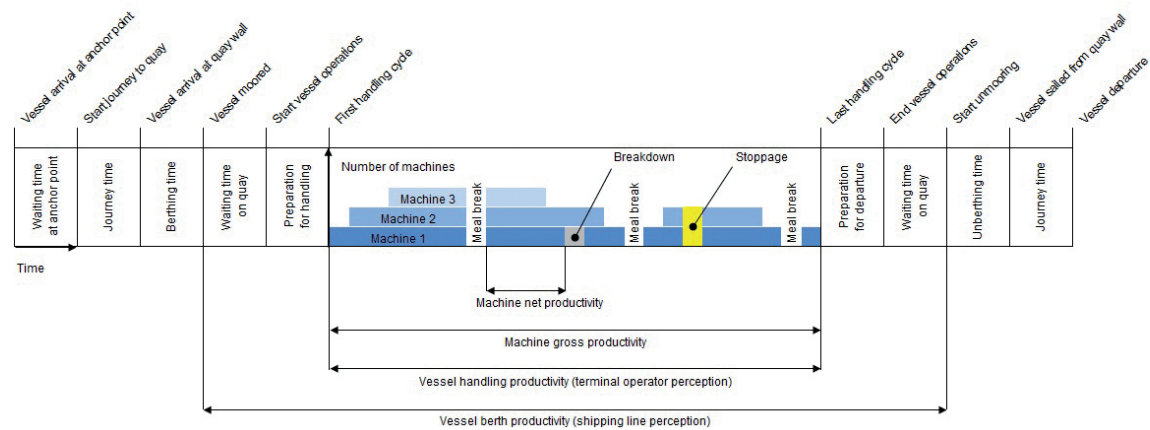 Vessel arrival at anchor point
Start journey to quay
Vessel arrival at quay wall
Vessel moored
Start vessel operations
First handling cycle
Last handling cycle
End vessel operations
Start unmooring
Vessel sailed from quay wall
Vessel departure
Waiting time
at anchor point
Journey time
Berthing time
Waiting time
on quay
Preparation
for handling
Number of machines
Breakdown
Stoppage
Machine 3
Machine 2
Machine 1
Meal break
Meal break
Meal break
Preparation
for departure
Waiting time
on quay
Unberthing time
Journey time
Time
Machine net productivity
Machine gross productivity
Vessel handling productivity (terminal operator perception)
Vessel berth productivity (shipping line perception)